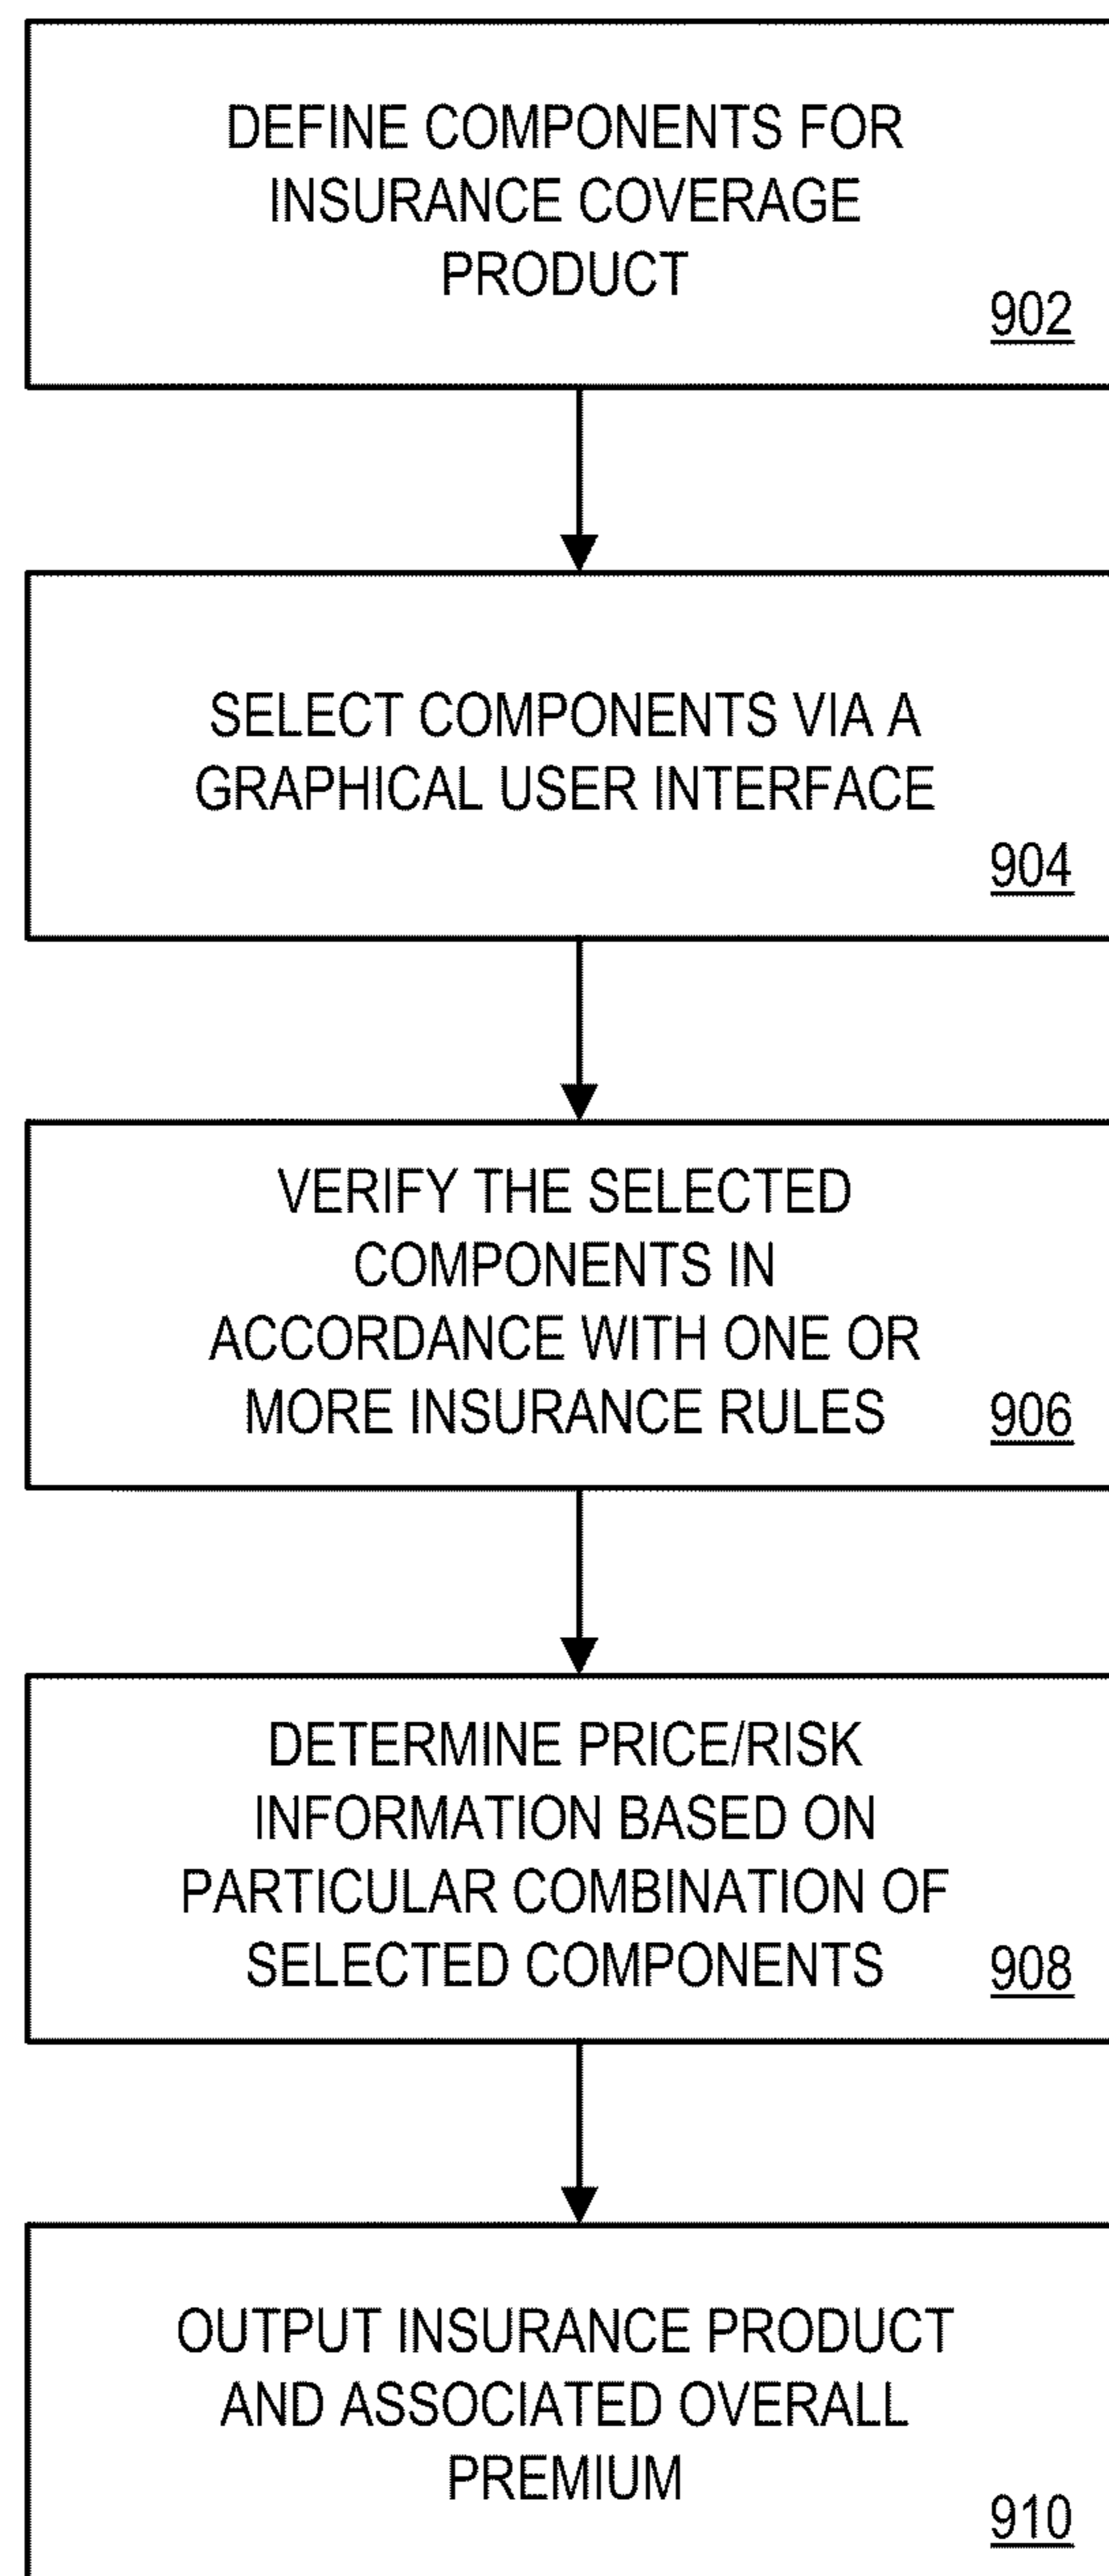 DEFINE COMPONENTS FOR
INSURANCE COVERAGE
PRODUCT
902
SELECT COMPONENTS VIA A
GRAPHICAL USER INTERFACE
904
VERIFY THE SELECTED
COMPONENTS IN
ACCORDANCE WITH ONE OR
MORE INSURANCE RULES
906
DETERMINE PRICE/RISK
INFORMATION BASED ON
PARTICULAR COMBINATION OF
SELECTED COMPONENTS
908
OUTPUT INSURANCE PRODUCT
AND ASSOCIATED OVERALL
PREMIUM
910